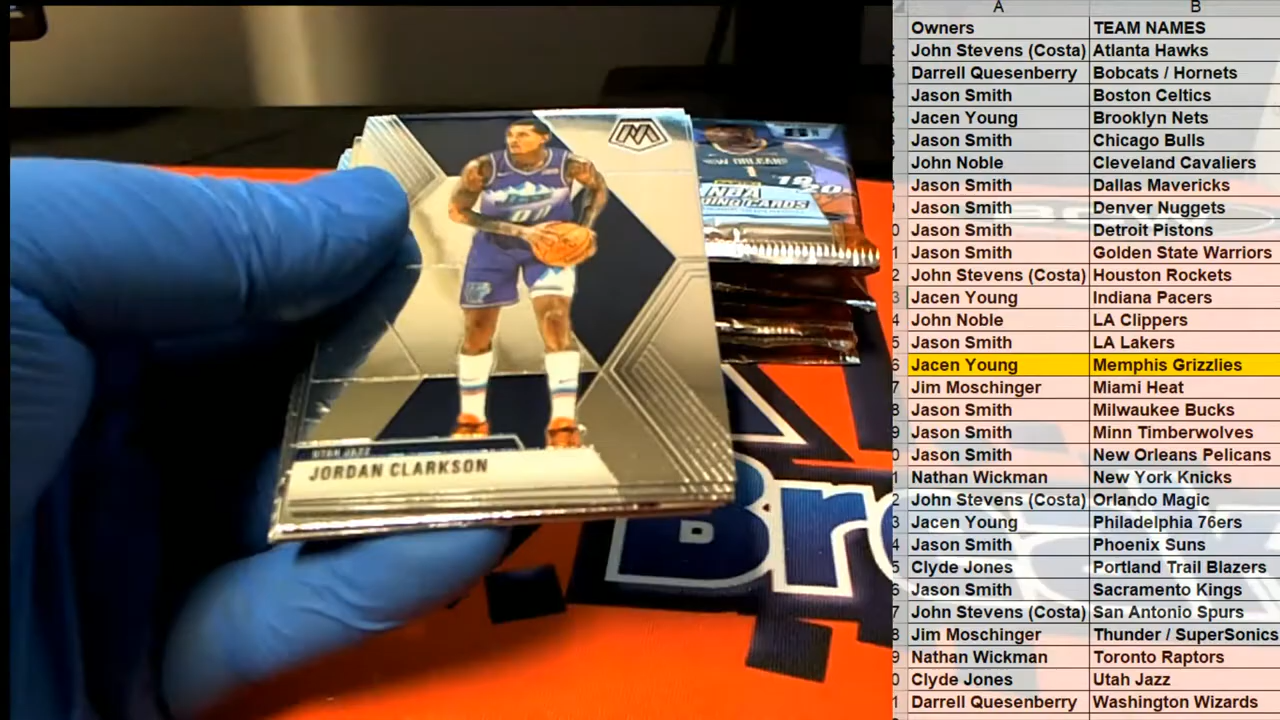 A B
Owners TEAM NAMES
John Stevens (Costa) Atlanta Hawks
Darrell Quesenberry Bobcats / Hornets
Jason Smith Boston Celtics
Jacen Young Brooklyn Nets
Jason Smith Chicago Bulls
John Noble Cleveland Cavaliers
Jason Smith Dallas Mavericks
Jason Smith Denver Nuggets
Jason Smith Detroit Pistons
Jason Smith Golden State Warriors
John Stevens (Costa) Houston Rockets
Jacen Young Indiana Pacers
John Noble LA Clippers
Jason Smith LA Lakers
Jacen Young Memphis Grizzlies
Jim Moschinger Miami Heat
Jason Smith Milwaukee Bucks
Jason Smith Minn Timberwolves
Jason Smith New Orleans Pelicans
Nathan Wickman New York Knicks
John Stevens (Costa) Orlando Magic
Jacen Young Philadelphia 76ers
Jason Smith Phoenix Suns
Clyde Jones Portland Trail Blazers
Jason Smith Sacramento Kings
John Stevens (Costa) San Antonio Spurs
Jim Moschinger Thunder / SuperSonics
Nathan Wickman Toronto Raptors
Clyde Jones Utah Jazz
Darrell Quesenberry Washington Wizards
M
00
UTAH JAZZ
JORDAN CLARKSON
NEW ORLEANS
1
19
20
NBA
Bre